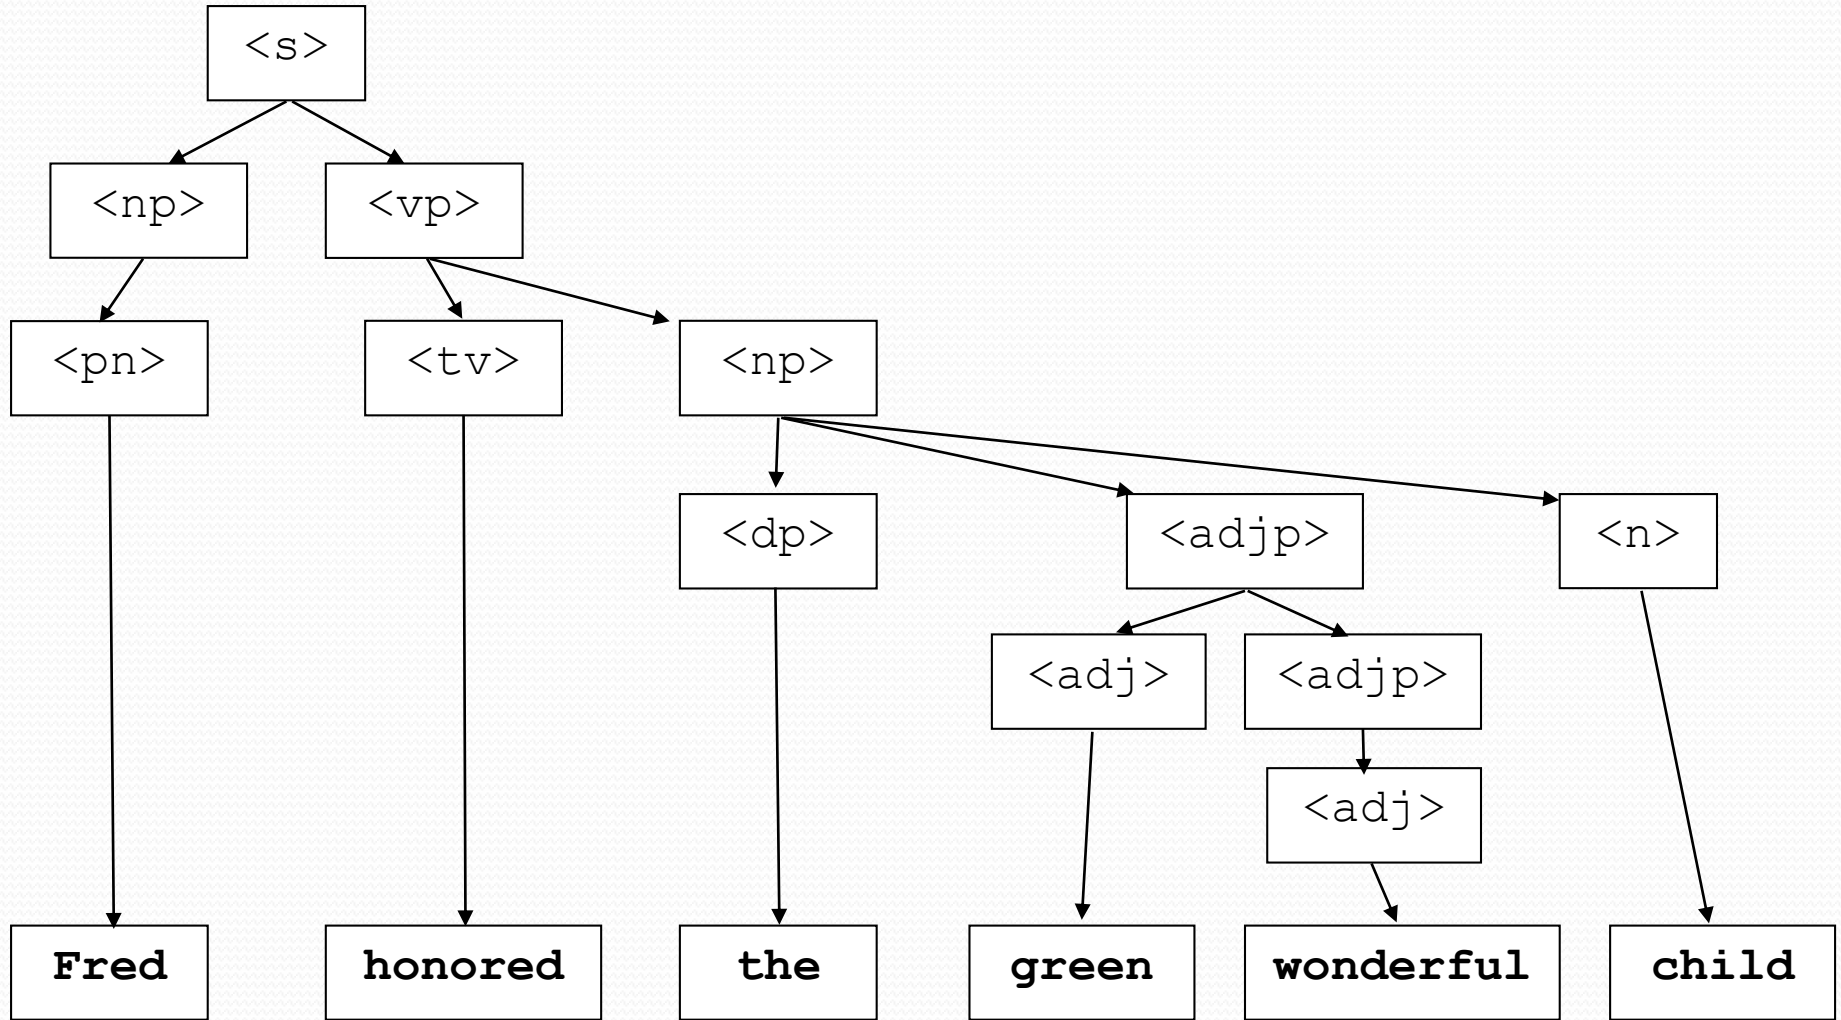 <s>
<np> <vp>
<pn> <tv> <np>
<dp> <adjp> <n>
<adj> <adjp>
<adj>
Fred honored the green wonderful child